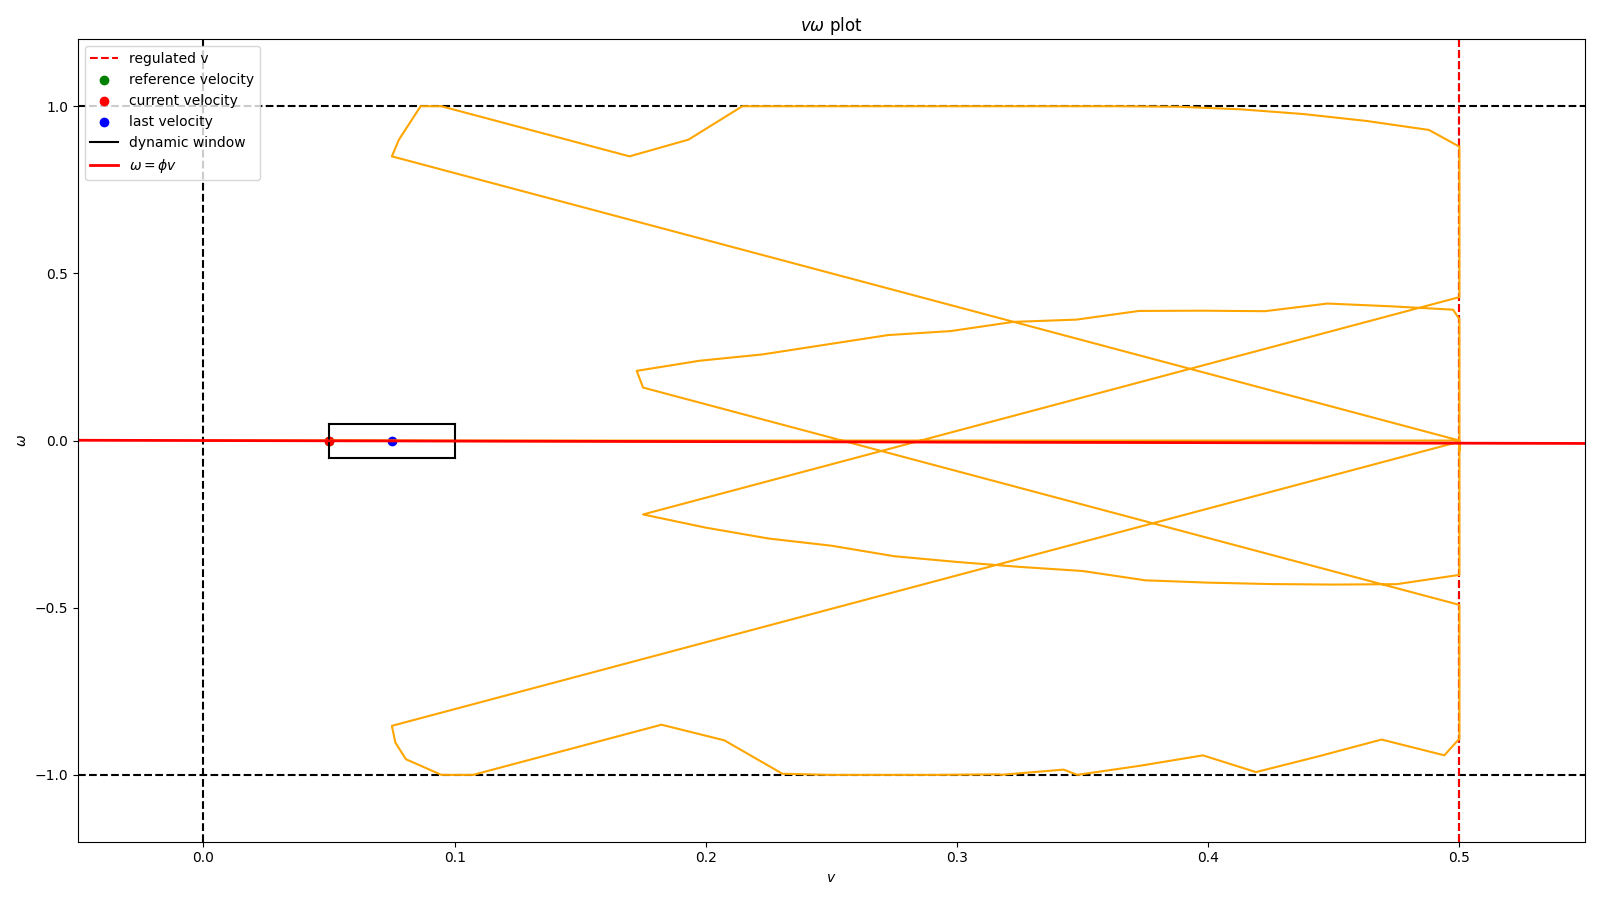 vω plot
regulated v
reference velocity
current velocity
last velocity
dynamic window
ω = ϕv
1.0
0.5
0.0
−0.5
−1.0
ω
0.0 0.1 0.2 0.3 0.4 0.5
v